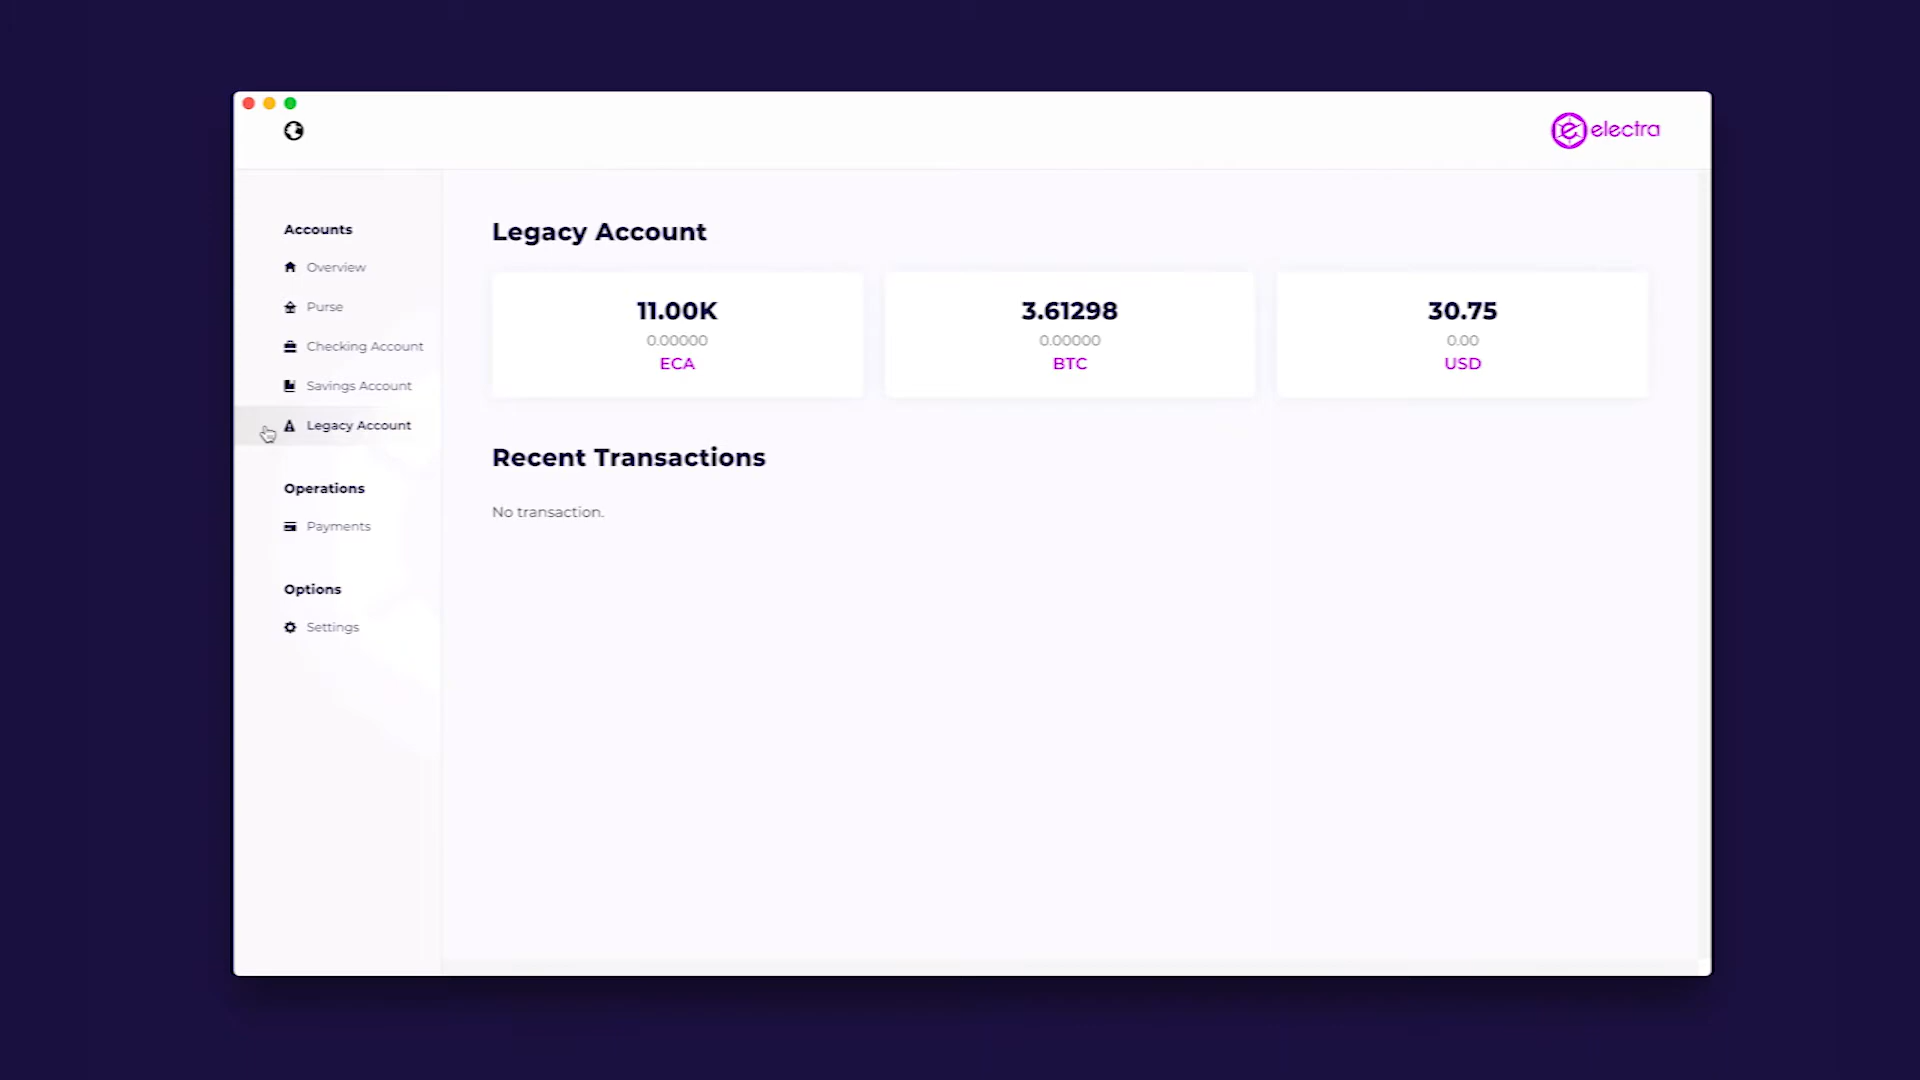 electra
Accounts
Overview
Purse
Checking Account
Savings Account
Legacy Account
Operations
Payments
Options
Settings
Legacy Account
11.00K
0.00000
ECA
3.61298
0.00000
BTC
30.75
0.00
USD
Recent Transactions
No transaction.